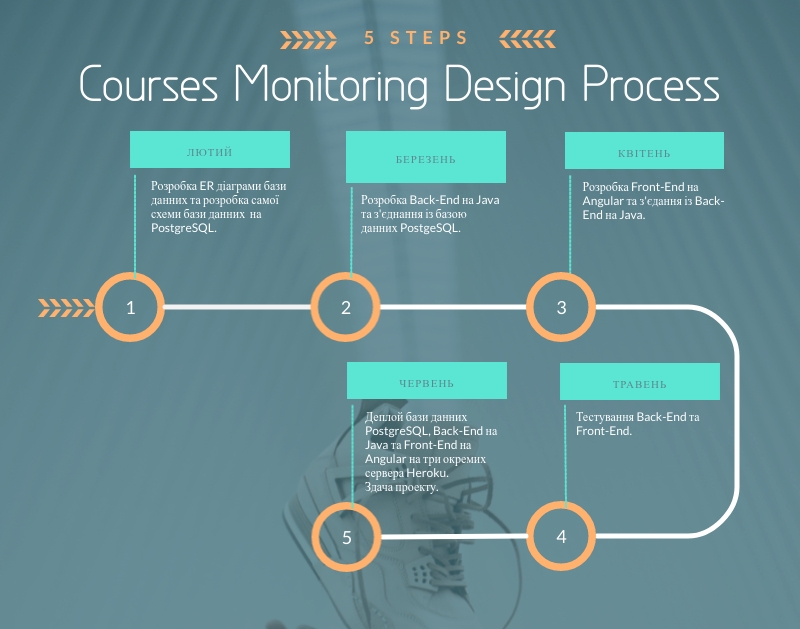 5 STEPS
Courses Monitoring Design Process
ЛЮТИЙ
Розробка ER діаграми бази
данних та розробка самої
схеми бази данних на
PostgreSQL.
БЕРЕЗЕНЬ
Розробка Back-End на Java
та з'єднання із базою
данних PostgeSQL.
КВІТЕНЬ
Розробка Front-End на
Angular та з'єдання із Back-
End на Java.
1
2
3
ЧЕРВЕНЬ
Деплой бази данних
PostgreSQL, Back-End на
Java та Front-End на
Angular на три окремих
сервера Heroku.
Здача проекту.
ТРАВЕНЬ
Тестування Back-End та
Front-End.
5
4